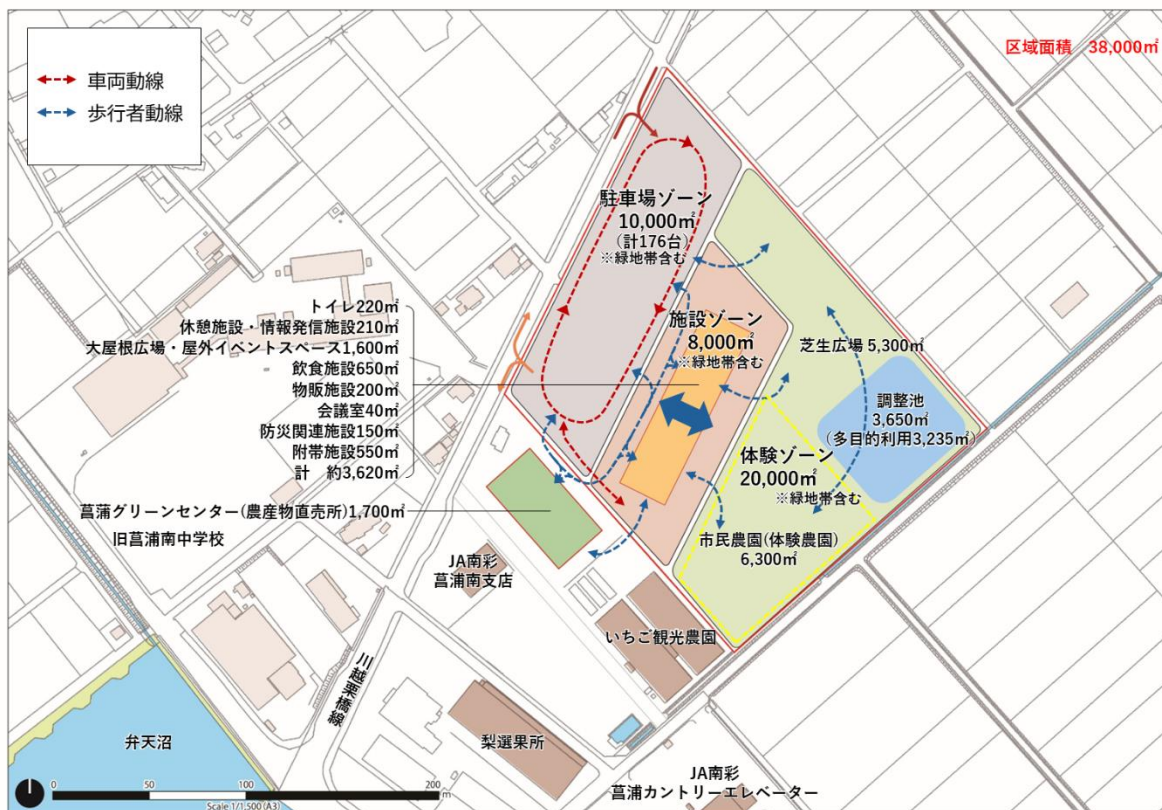 区域面積　38,000㎡
車両動線
歩行者動線
駐車場ゾーン
10,000㎡
（計176台）
※緑地帯含む
施設ゾーン
8,000㎡
※緑地帯含む
トイレ220㎡
休憩施設・情報発信施設210㎡
大屋根広場・屋外イベントスペース1,600㎡
飲食施設650㎡
物販施設200㎡
会議室40㎡
防災関連施設150㎡
附帯施設550㎡
計　約3,620㎡
芝生広場 5,300㎡
調整池
3,650㎡
(多目的利用3,235㎡)
体験ゾーン
20,000㎡
※緑地帯含む
市民農園(体験農園)
6,300㎡
菖蒲グリーンセンター(農産物直売所)1,700㎡
旧菖浦南中学校
JA南彩
菖浦南支店
いちご観光農園
川越栗橋線
弁天沼
梨選果所
JA南彩
菖浦カントリーエレベーター
0
50
100
200
m
Scale 1/1,500 (A3)